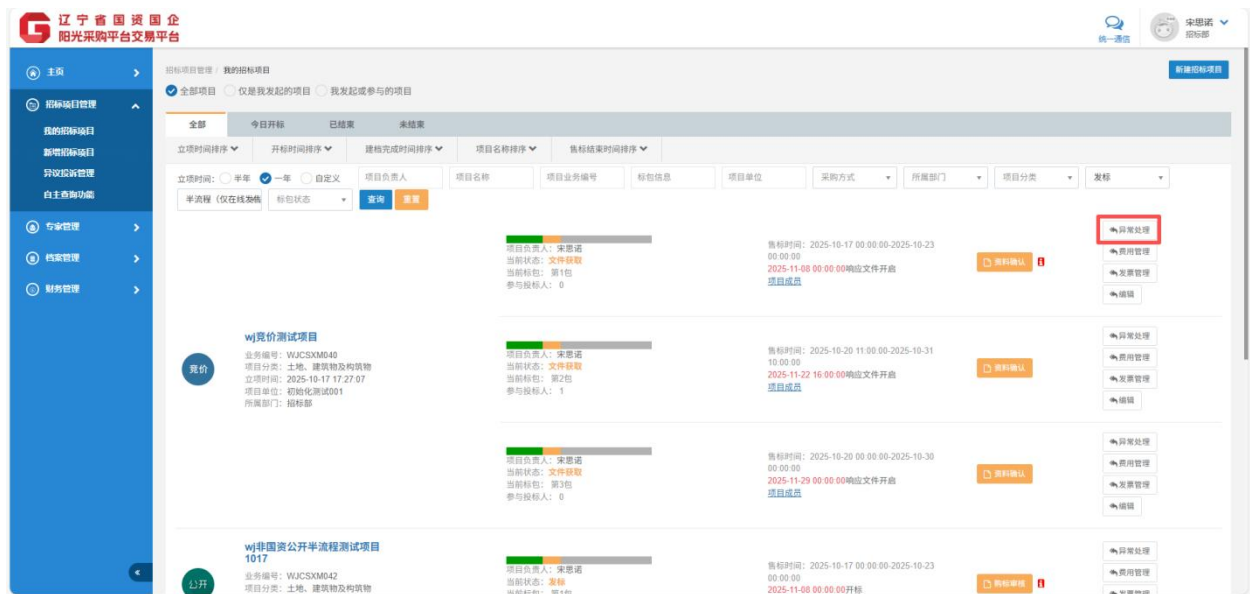 辽宁省国资国企
阳光采购平台交易平台
统一通信
宋思诺
招标部
主页
招标项目管理
我的招标项目
新增招标项目
异议投诉管理
自主查询功能
专家管理
档案管理
财务管理
招标项目管理 / 我的招标项目
新建招标项目
全部项目 仅是我发起的项目 我发起或参与的项目
全部 今日开标 已结束 未结束
立项时间排序 开标时间排序 建档完成时间排序 项目名称排序 售标结束时间排序
立项时间: 半年 一年 自定义 项目负责人 项目名称 项目业务编号 标包信息 项目单位 采购方式 所属部门 项目分类 发标
半流程（仅在线发售 标包状态 查询 重置
竞价
wj竞价测试项目
业务编号: WJCSXM040
项目分类: 土地、建筑物及构筑物
立项时间: 2025-10-17 17:27:07
项目单位: 初始化测试001
所属部门: 招标部
项目负责人: 宋思诺
当前状态: 文件获取
当前标包: 第1包
参与投标人: 0
售标时间: 2025-10-17 00:00:00-2025-10-23
00:00:00
2025-11-08 00:00:00响应文件开启
项目成员
资料确认
异常处理
费用管理
发票管理
编辑
项目负责人: 宋思诺
当前状态: 文件获取
当前标包: 第2包
参与投标人: 1
售标时间: 2025-10-20 11:00:00-2025-10-31
10:00:00
2025-11-22 16:00:00响应文件开启
项目成员
资料确认
异常处理
费用管理
发票管理
编辑
项目负责人: 宋思诺
当前状态: 文件获取
当前标包: 第3包
参与投标人: 0
售标时间: 2025-10-20 00:00:00-2025-10-30
00:00:00
2025-11-29 00:00:00响应文件开启
项目成员
资料确认
异常处理
费用管理
发票管理
编辑
公开
wj非国资公开半流程测试项目
1017
业务编号: WJCSXM042
项目分类: 土地、建筑物及构筑物
项目负责人: 宋思诺
当前状态: 发标
当前标包: 第1包
售标时间: 2025-10-17 00:00:00-2025-10-23
00:00:00
2025-11-08 00:00:00开标
购标审核
异常处理
费用管理
发票管理